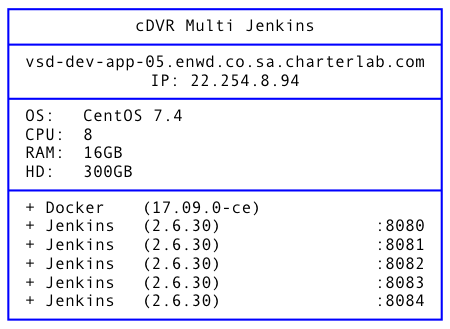 cDVR Multi Jenkins
vsd-dev-app-05.enwd.co.sa.charterlab.com
IP: 22.254.8.94
OS: CentOS 7.4
CPU: 8
RAM: 16GB
HD: 300GB
+ Docker (17.09.0-ce)
+ Jenkins (2.6.30) :8080
+ Jenkins (2.6.30) :8081
+ Jenkins (2.6.30) :8082
+ Jenkins (2.6.30) :8083
+ Jenkins (2.6.30) :8084